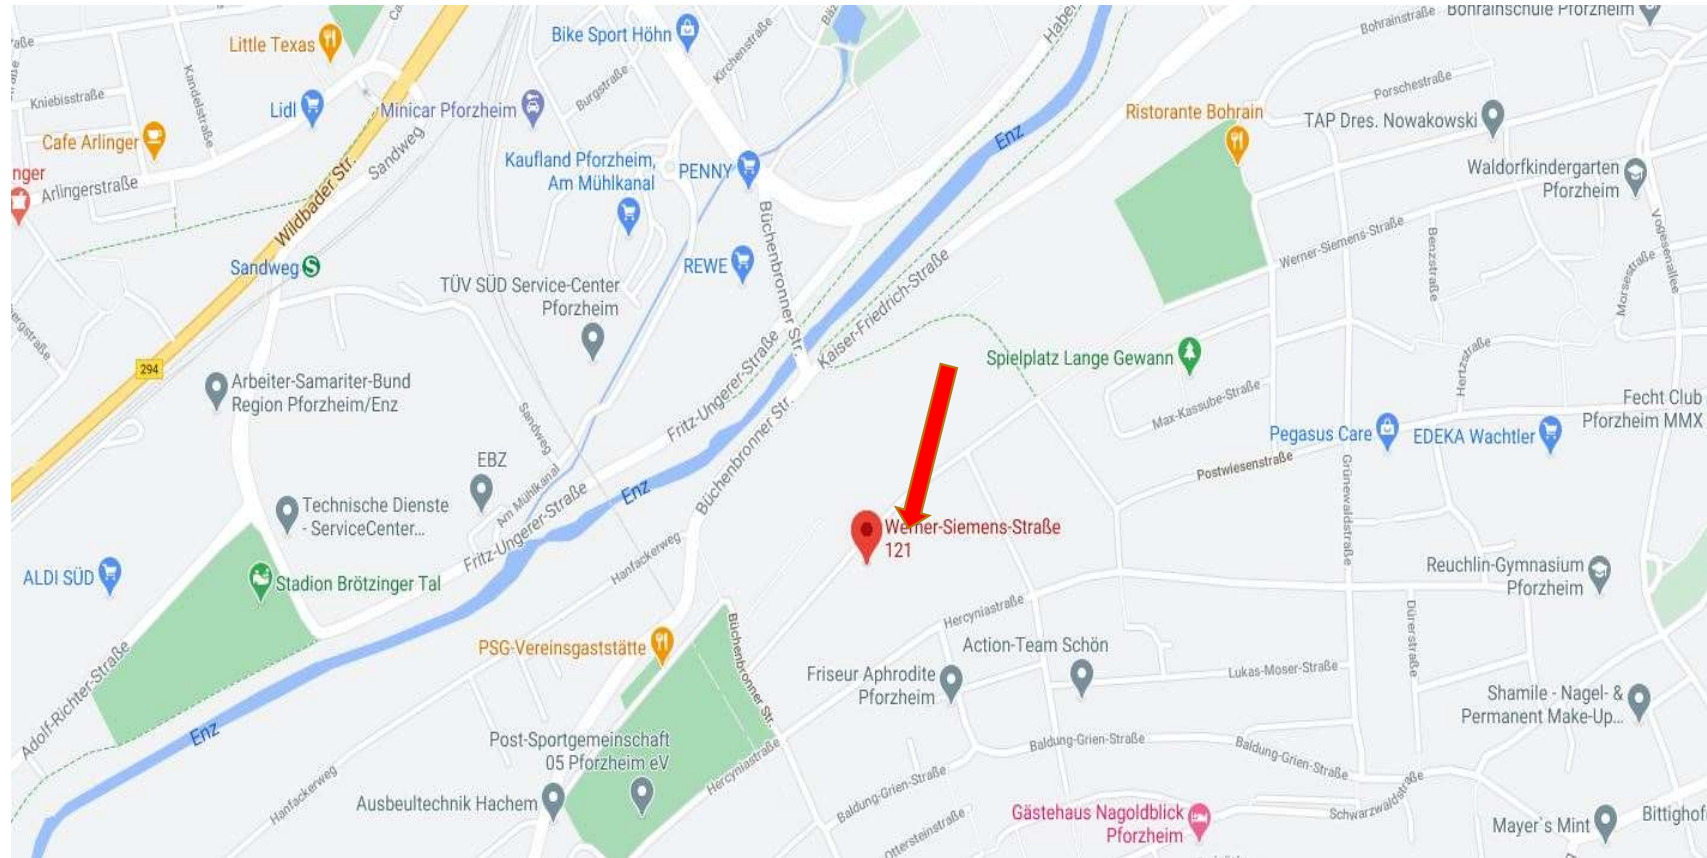 Bohrainschule Pforzheim
Bohrainstraße
Little Texas
Bike Sport Höhn
Kirchenstraße
Kniebisstraße
Kandelstraße
Lidl
Minicar Pforzheim
Burgstraße
Porschestraße
Ristorante Bohrain
TAP Dres. Nowakowski
Cafe Arlinger
Sandweg
Enz
Kaufland Pforzheim,
Am Mühlkanal
PENNY
Waldorfkindergarten
Pforzheim
Arlingerstraße
Wildbader Str.
Büchenbronner Str.
Werner-Siemens-Straße
Benzstraße
Vogesenallee
Morsestraße
Sandweg
S
REWE
TÜV SÜD Service-Center
Pforzheim
Kaiser-Friedrich-Straße
294
Spielplatz Lange Gewann
Hertzstraße
Arbeiter-Samariter-Bund
Region Pforzheim/Enz
Fritz-Ungerer-Straße
Max-Kassube-Straße
Fecht Club
Pforzheim MMX
Sandweg
Büchenbronner Str.
Pegasus Care
EDEKA Wachtler
EBZ
Postwiesenstraße
Grünewaldstraße
Am Mühlkanal
Enz
Technische Dienste
- ServiceCenter...
Fritz-Ungerer-Straße
Hanfackerweg
Werner-Siemens-Straße
121
ALDI SÜD
Stadion Brötzinger Tal
Reuchlin-Gymnasium
Pforzheim
Hercyniastraße
Dürerstraße
PSG-Vereinsgaststätte
Büchenbronner Str.
Action-Team Schön
Friseur Aphrodite
Pforzheim
Lukas-Moser-Straße
Adolf-Richter-Straße
Shamile - Nagel- &
Permanent Make-Up...
Enz
Post-Sportgemeinschaft
05 Pforzheim eV
Baldung-Grien-Straße
Baldung-Grien-Straße
Hercyniastraße
Baldung-Grien-Straße
Hanfackerweg
Ausbeultechnik Hachem
Gästehaus Nagoldblick
Pforzheim
Schwarzwaldstraße
Mayer's Mint
Ottersteinstraße